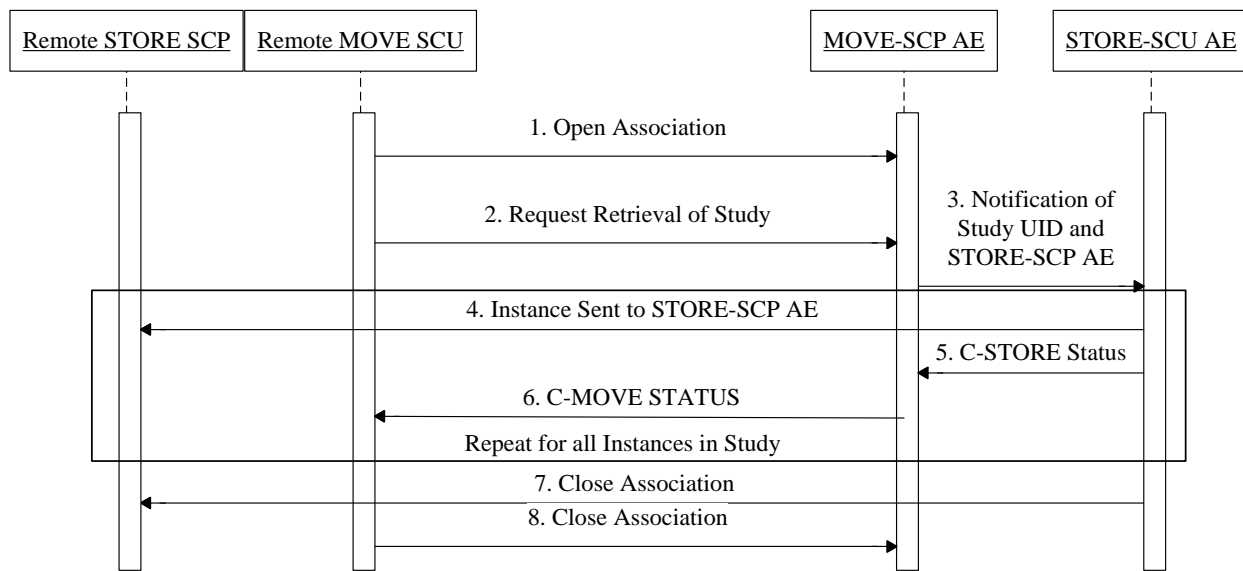 Remote STORE SCP
Remote MOVE SCU
MOVE-SCP AE
STORE-SCU AE
1. Open Association
2. Request Retrieval of Study
3. Notification of
Study UID and
STORE-SCP AE
4. Instance Sent to STORE-SCP AE
5. C-STORE Status
6. C-MOVE STATUS
Repeat for all Instances in Study
7. Close Association
8. Close Association